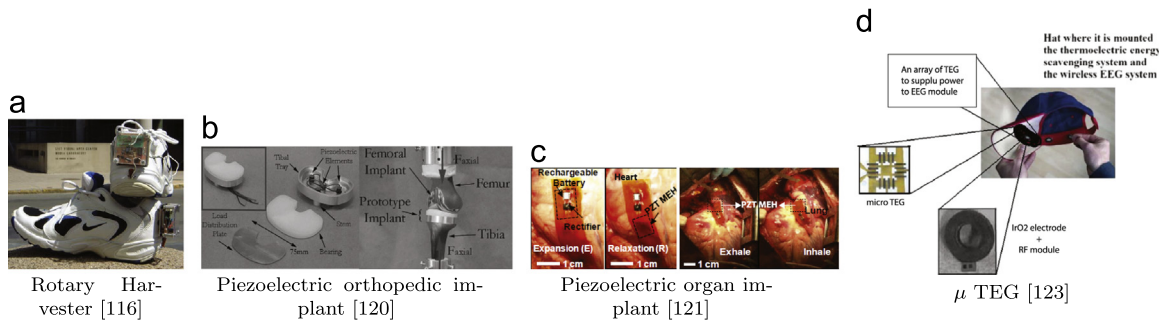 a
Rotary Har-
vester [116]
b
Tibal
Tray
Piezoelectric
Elements
Load
Distribution
Plate
75mm
Bearing
Femoral
Implant
Prototype
Implant
Faxial
Femur
Tibia
Faxial
Piezoelectric orthopedic im-
plant [120]
c
Rechargeable
Battery
Rectifier
Expansion (E)
1 cm
Heart
PZT MEH
Relaxation (R)
1 cm
PZT MEH
Exhale
1 cm
Lung
Inhale
Piezoelectric organ im-
plant [121]
d
An array of TEG
to supplu power
to EEG module
Hat where it is mounted
the thermoelectric energy
scavenging system and
the wireless EEG system
micro TEG
IrO2 electrode
+
RF module
μ TEG [123]